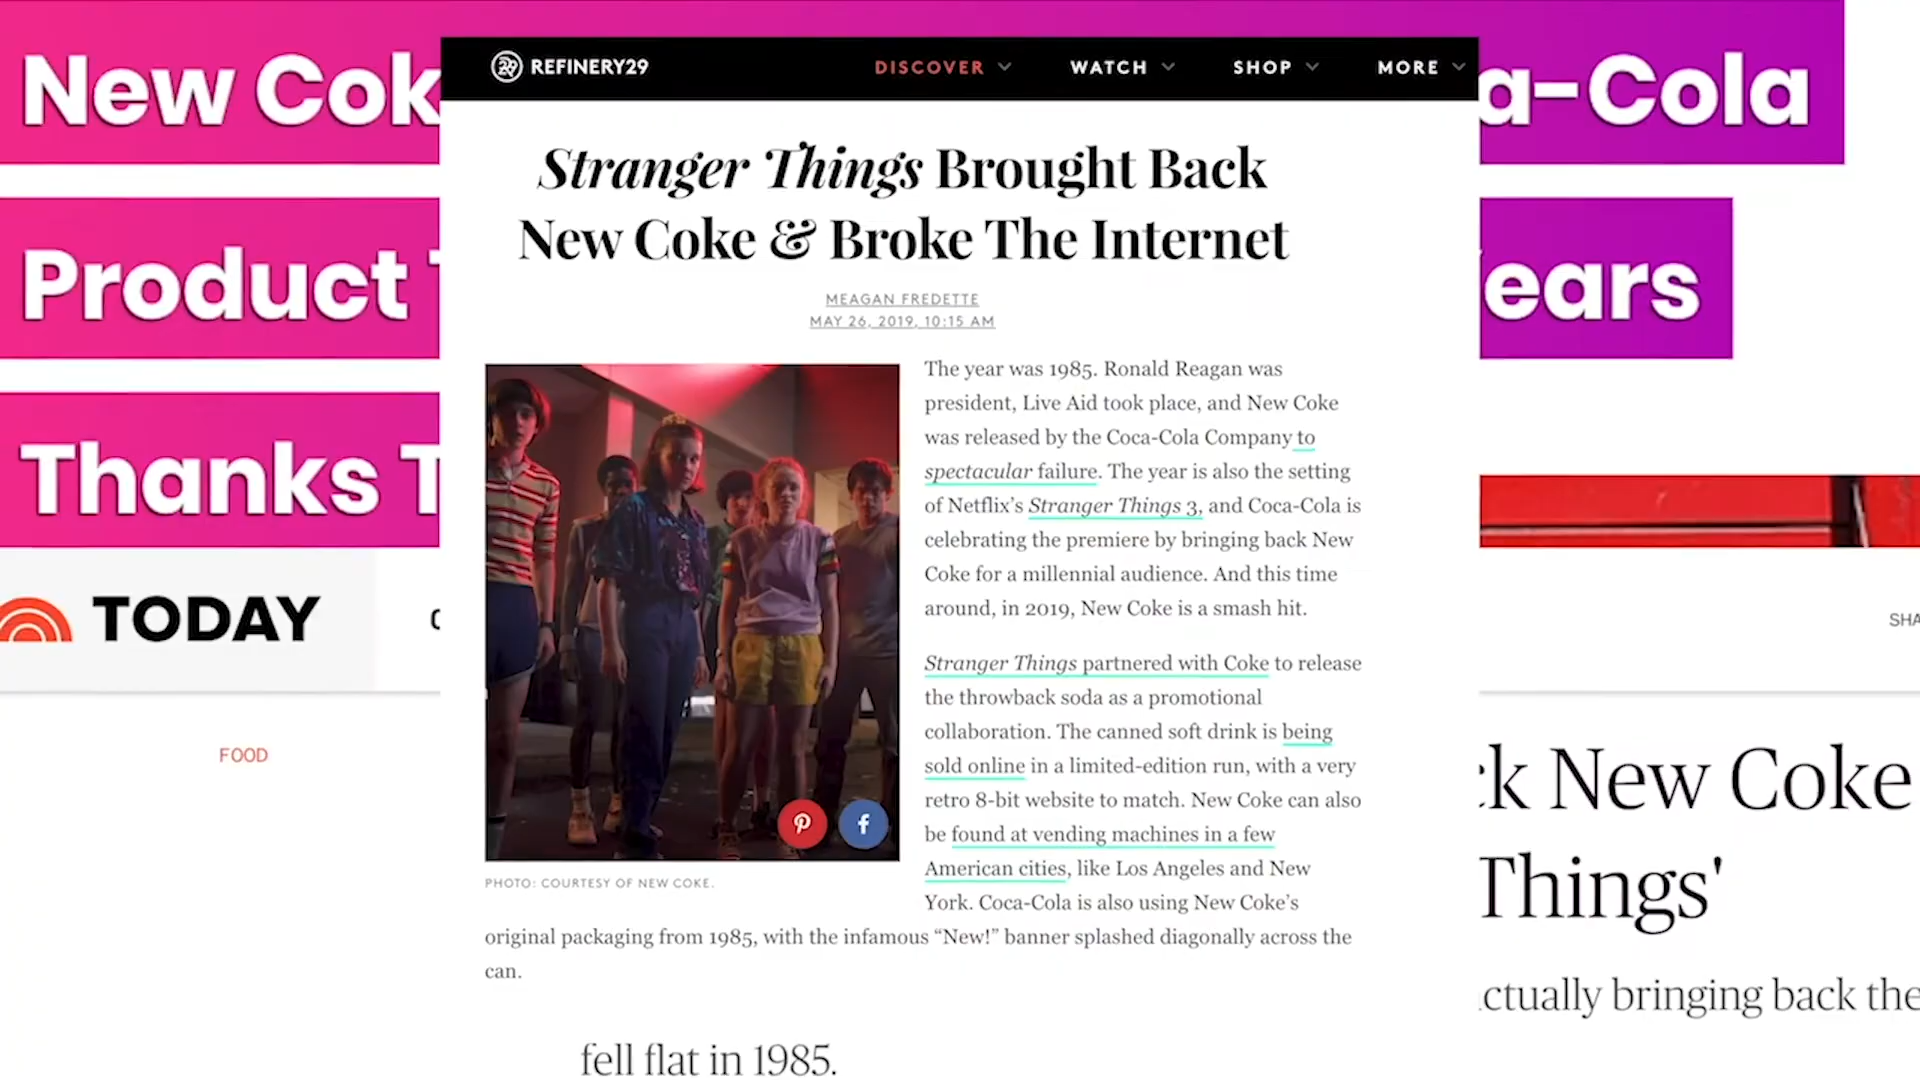 New Cok
a-Cola
Product
ears
Thanks T
TODAY
SHA
FOOD
k New Coke
Things'
ctually bringing back the
fell flat in 1985.
REFINERY29
DISCOVER
WATCH
SHOP
MORE
Stranger Things Brought Back
New Coke & Broke The Internet
MEAGAN FREDETTE
MAY 26, 2019, 10:15 AM
The year was 1985. Ronald Reagan was
president, Live Aid took place, and New Coke
was released by the Coca-Cola Company to
spectacular failure. The year is also the setting
of Netflix's Stranger Things 3, and Coca-Cola is
celebrating the premiere by bringing back New
Coke for a millennial audience. And this time
around, in 2019, New Coke is a smash hit.
Stranger Things partnered with Coke to release
the throwback soda as a promotional
collaboration. The canned soft drink is being
sold online in a limited-edition run, with a very
retro 8-bit website to match. New Coke can also
be found at vending machines in a few
American cities, like Los Angeles and New
York. Coca-Cola is also using New Coke's
original packaging from 1985, with the infamous “New!” banner splashed diagonally across the
can.
PHOTO: COURTESY OF NEW COKE.